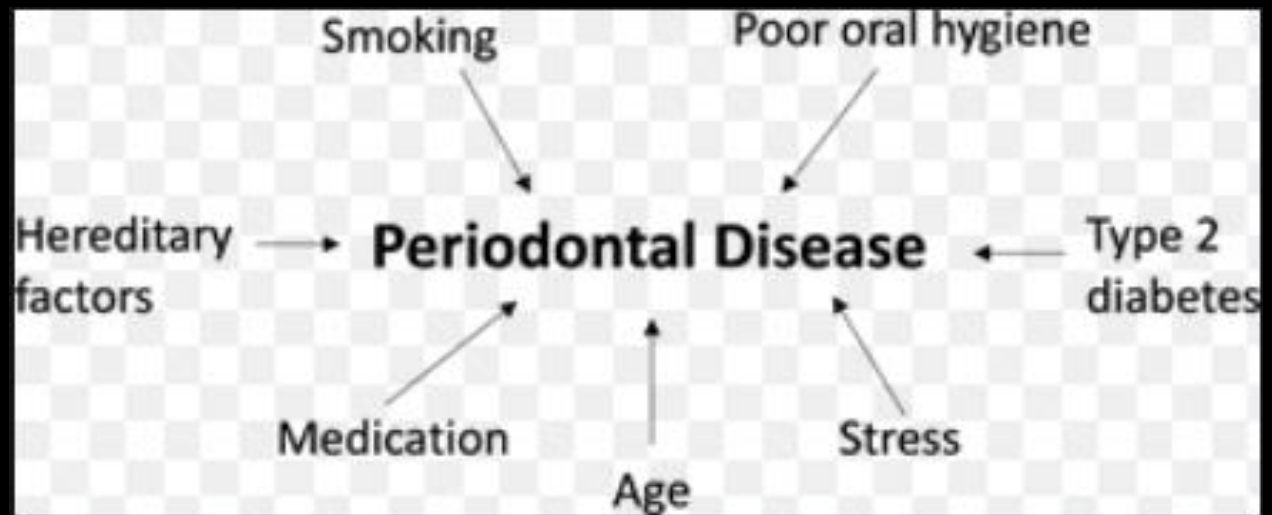 Smoking
Poor oral hygiene
Hereditary
factors
Periodontal Disease
Type 2
diabetes
Medication
Age
Stress